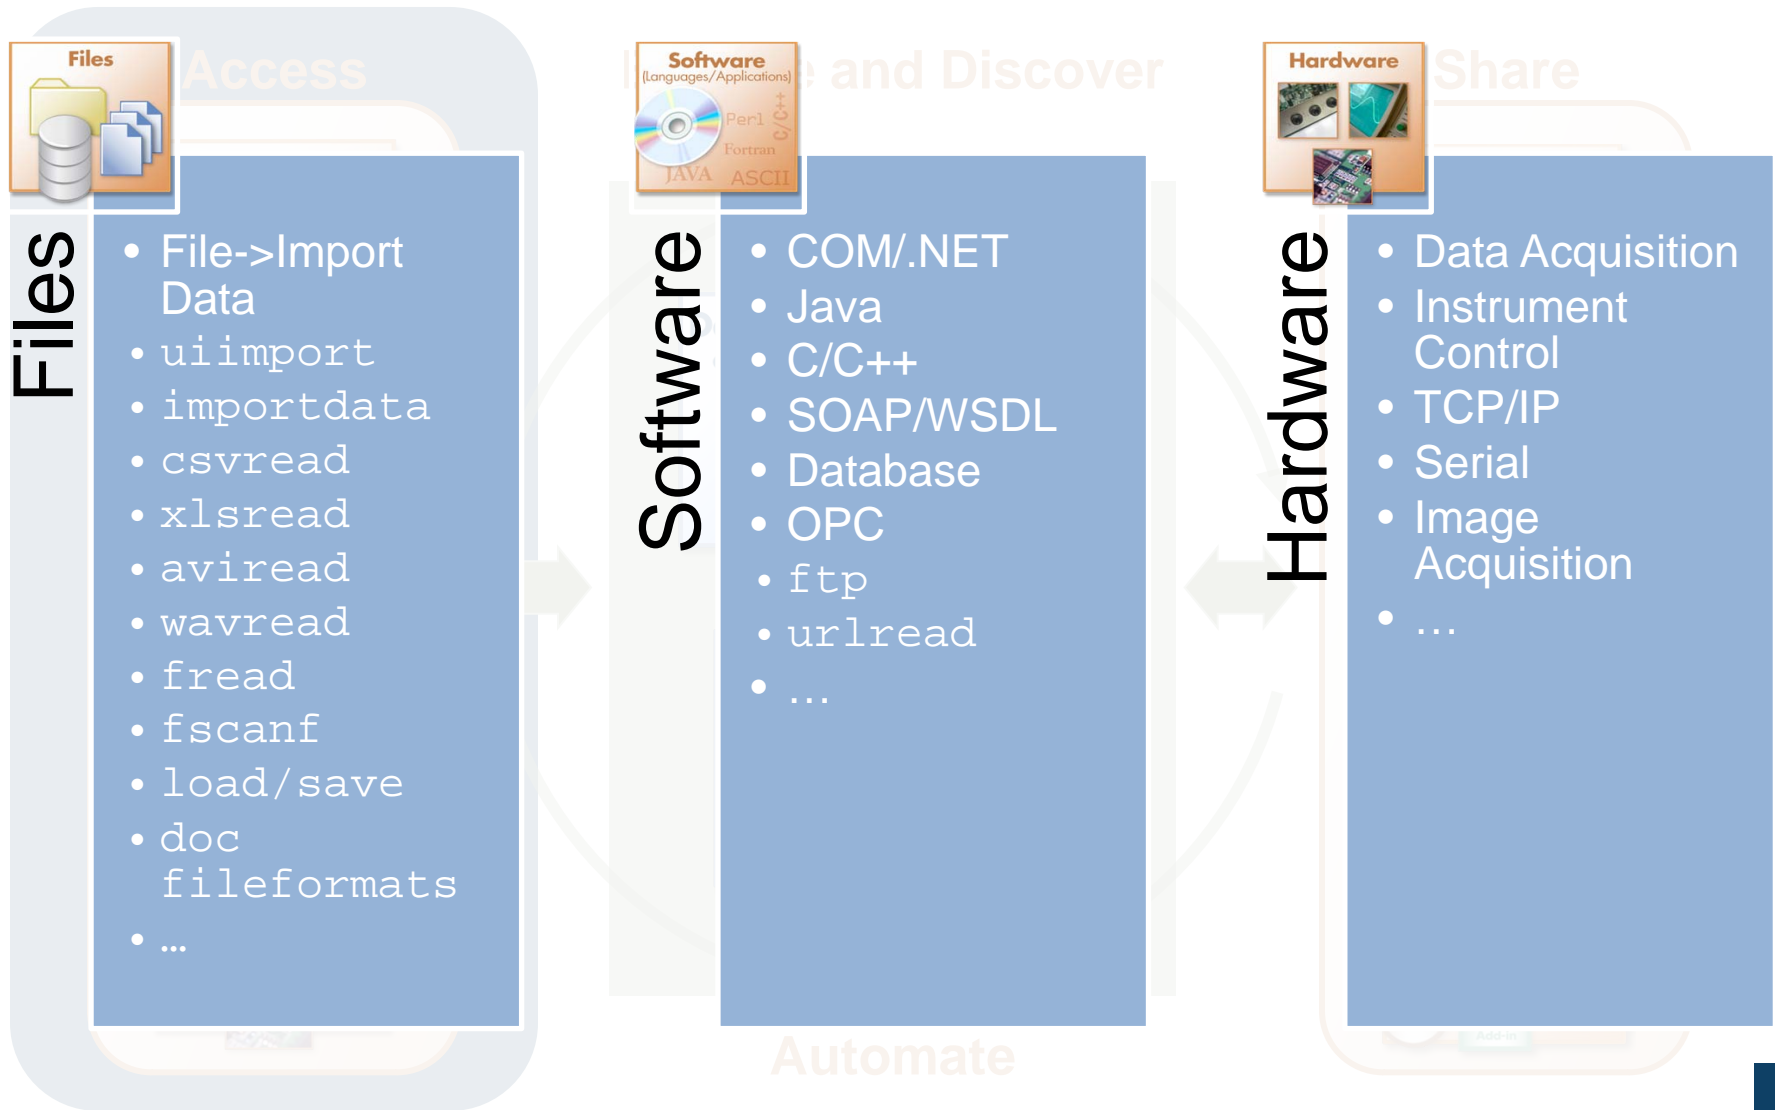 Access
e and Discover
Share
Files
Files
• File->Import
Data
• uiimport
• importdata
• csvread
• xlsread
• aviread
• wavread
• fread
• fscanf
• load/save
• doc
fileformats
• …
Software
(Languages/Applications)
Perl
C/C++
Fortran
JAVA
ASCII
Software
• COM/.NET
• Java
• C/C++
• SOAP/WSDL
• Database
• OPC
• ftp
• urlread
• …
Hardware
Hardware
• Data Acquisition
• Instrument
Control
• TCP/IP
• Serial
• Image
Acquisition
• …
Automate
Add-in